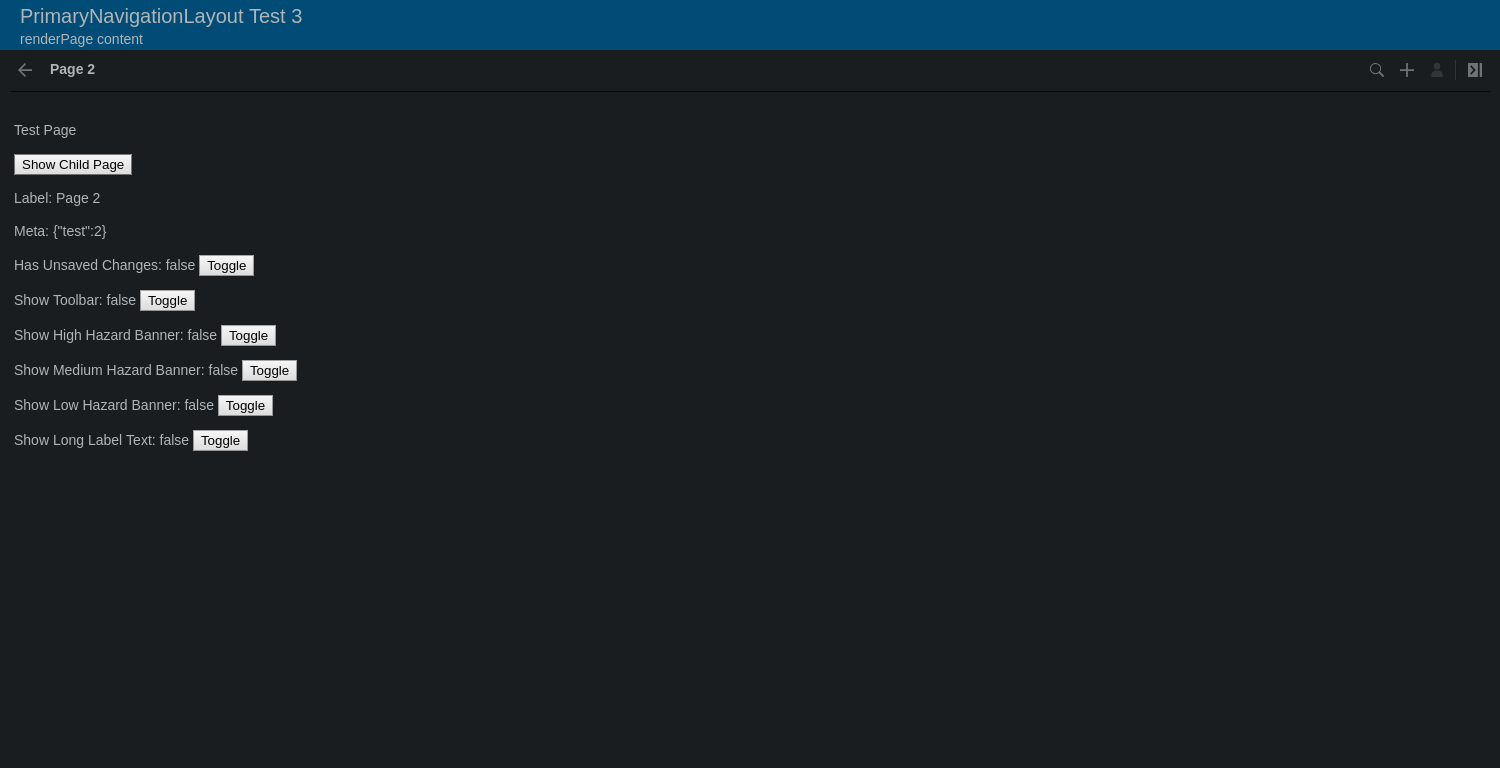 PrimaryNavigationLayout Test 3
renderPage content
Page 2
Test Page
Show Child Page
Label: Page 2
Meta: {"test":2}
Has Unsaved Changes: false Toggle
Show Toolbar: false Toggle
Show High Hazard Banner: false Toggle
Show Medium Hazard Banner: false Toggle
Show Low Hazard Banner: false Toggle
Show Long Label Text: false Toggle